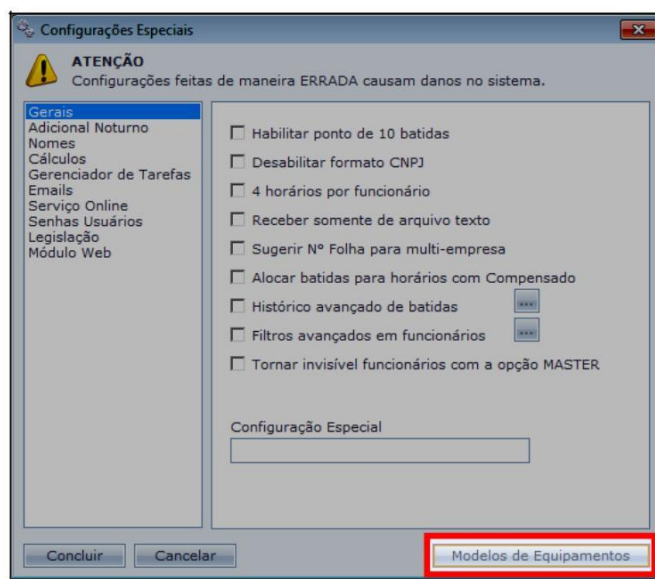 Configurações Especiais
ATENÇÃO
Configurações feitas de maneira ERRADA causam danos no sistema.
Gerais
Adicional Noturno
Nomes
Cálculos
Gerenciador de Tarefas
Emails
Serviço Online
Senhas Usuários
Legislação
Módulo Web
Habilitar ponto de 10 batidas
Desabilitar formato CNPJ
4 horários por funcionário
Receber somente de arquivo texto
Sugerir N° Folha para multi-empresa
Alocar batidas para horários com Compensado
Histórico avançado de batidas ...
Filtros avançados em funcionários ...
Tornar invisível funcionários com a opção MASTER
Configuração Especial
Concluir Cancelar Modelos de Equipamentos